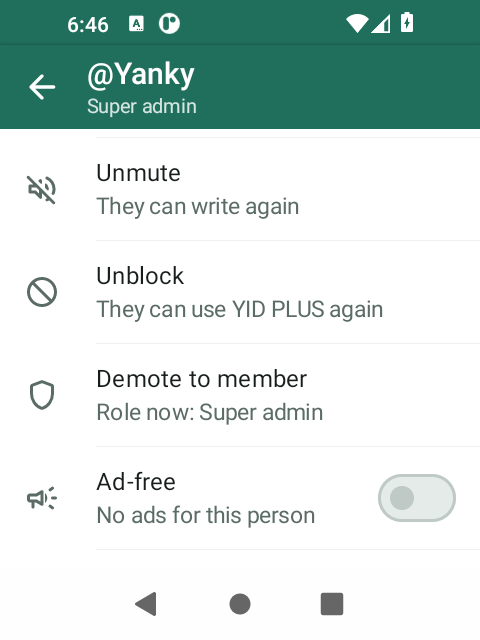 6:46
@Yanky
Super admin
Unmute
They can write again
Unblock
They can use YID PLUS again
Demote to member
Role now: Super admin
Ad-free
No ads for this person